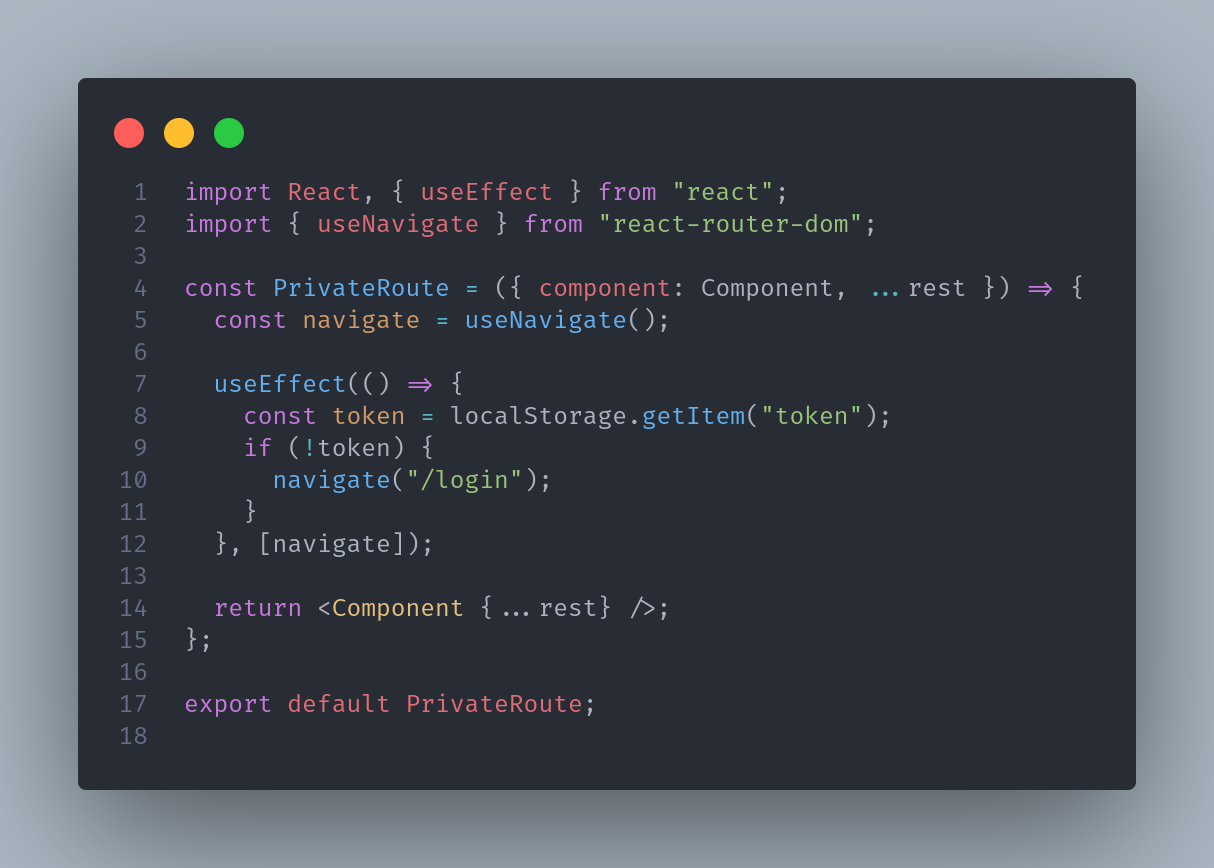 1 import React, { useEffect } from "react";
2 import { useNavigate } from "react-router-dom";
3
4 const PrivateRoute = ({ component: Component, ...rest }) => {
5   const navigate = useNavigate();
6
7   useEffect(() => {
8     const token = localStorage.getItem("token");
9     if (!token) {
10       navigate("/login");
11     }
12   }, [navigate]);
13
14   return <Component {...rest} />;
15 };
16
17 export default PrivateRoute;
18